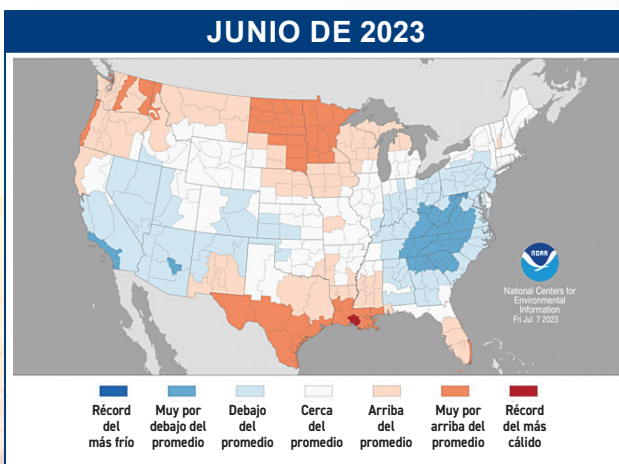 JUNIO DE 2023
NOAA
National Centers for
Environmental
Information
Fri Jul 7 2023
Récord
del
más frío
Muy por
debajo del
promedio
Debajo
del
promedio
Cerca
del
promedio
Arriba
del
promedio
Muy por
arriba del
promedio
Récord
del más
cálido